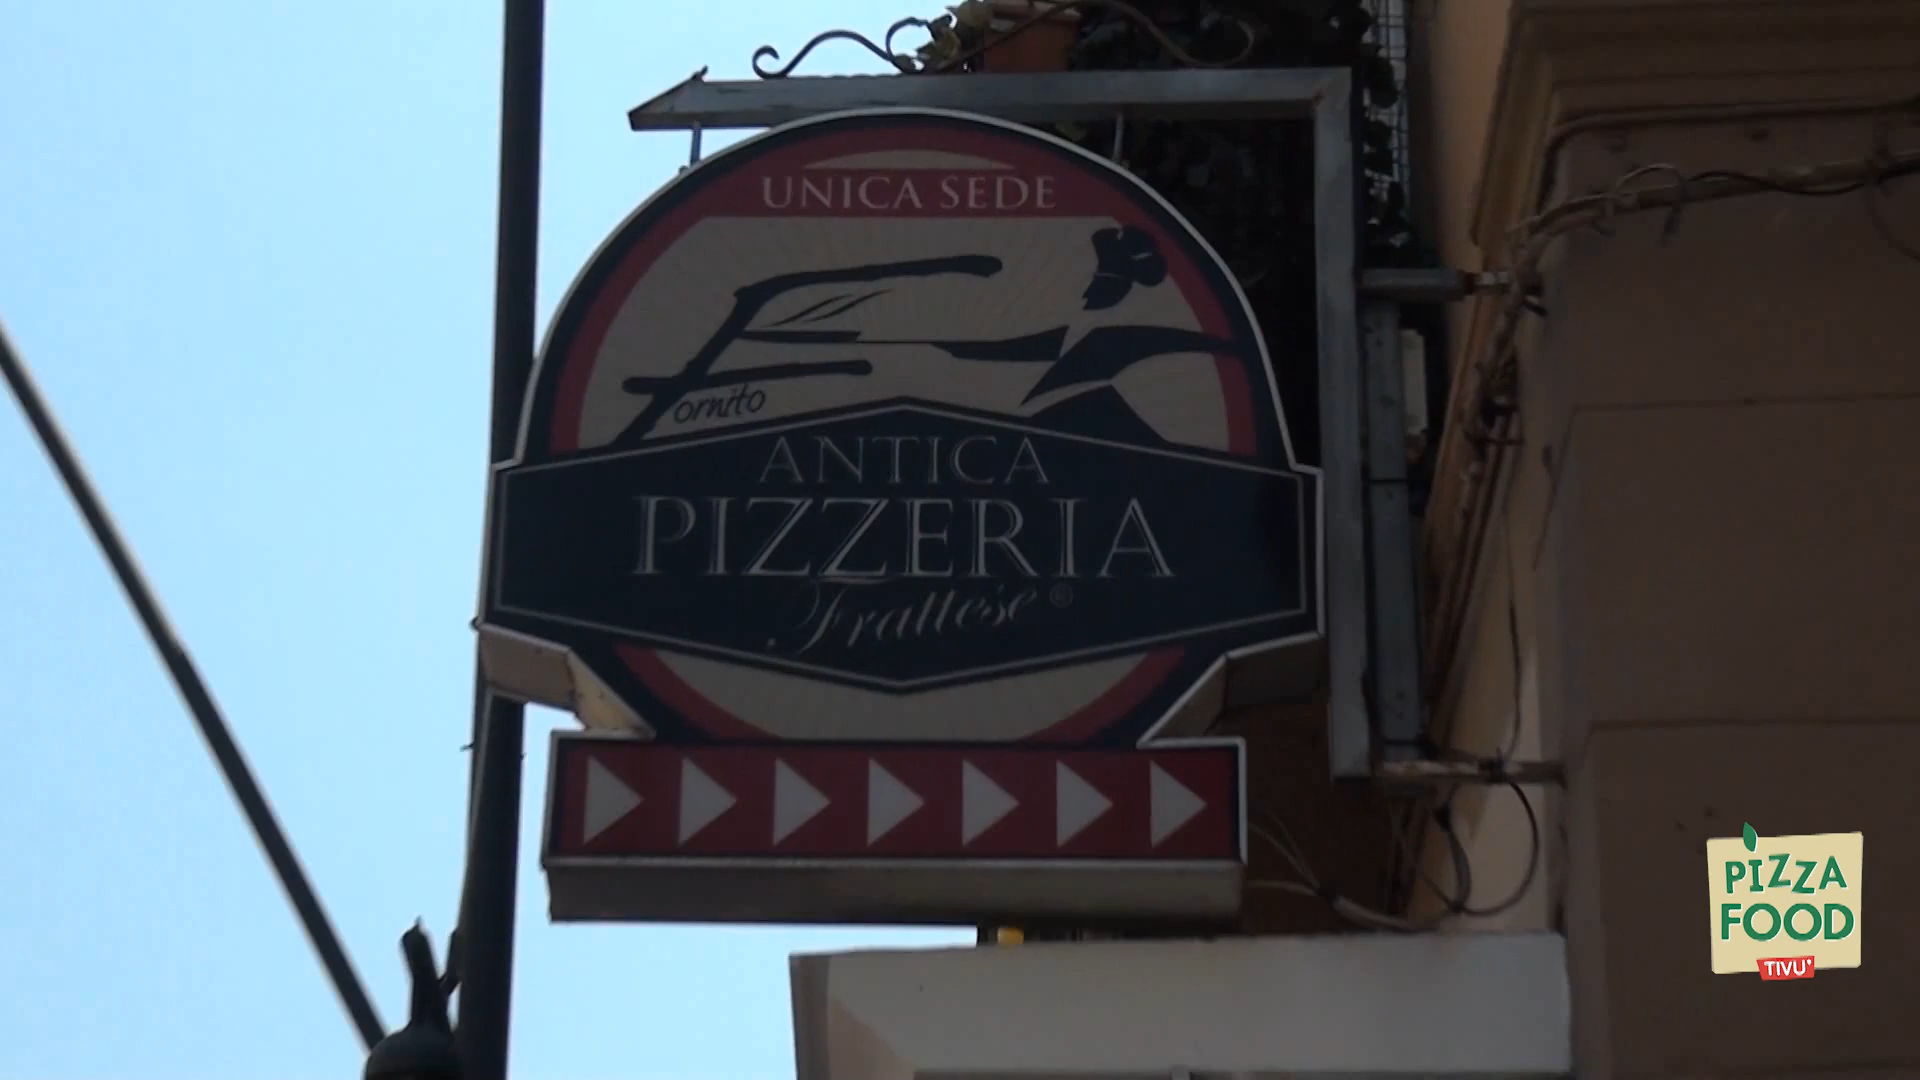 UNICA SEDE
Fornito
ANTICA
PIZZERIA
Frattese ®
PIZZA
FOOD
TIVU'